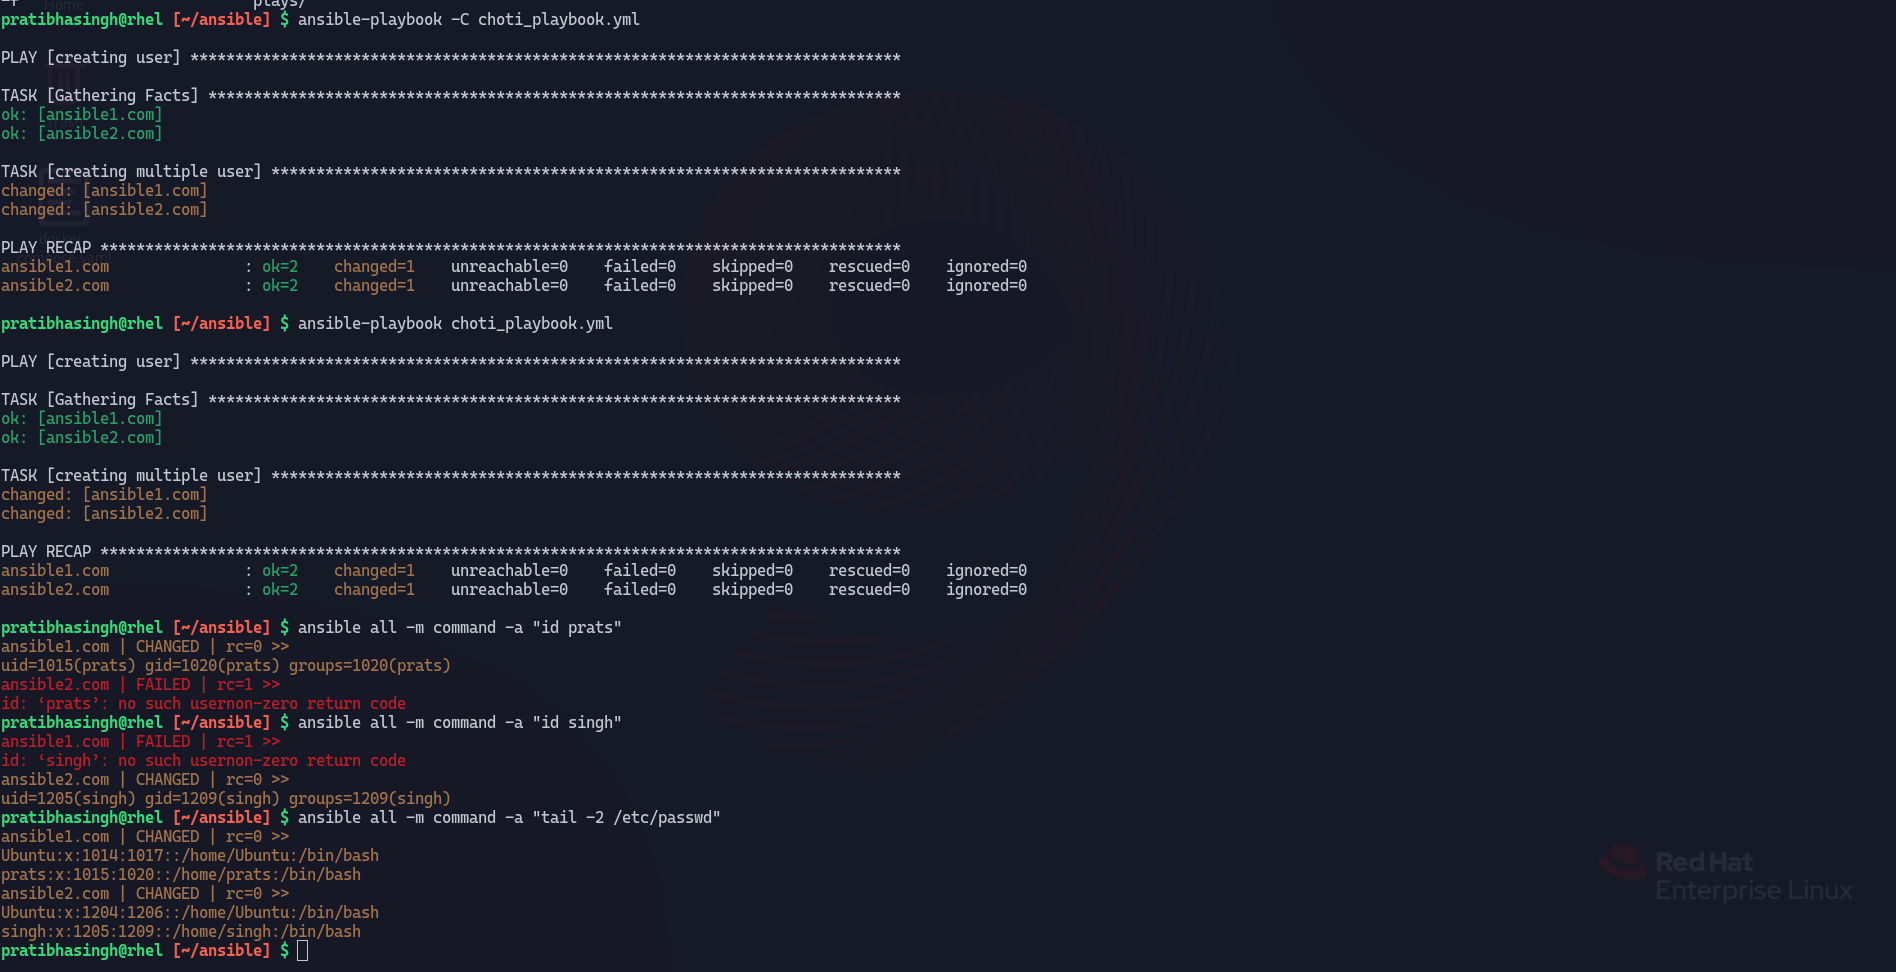 plays/
pratibhasingh@rhel [~/ansible] $ ansible-playbook -C choti_playbook.yml
PLAY [creating user] *******************************************************************************
TASK [Gathering Facts] *****************************************************************************
ok: [ansible1.com]
ok: [ansible2.com]
TASK [creating multiple user] **********************************************************************
changed: [ansible1.com]
changed: [ansible2.com]
PLAY RECAP *****************************************************************************************
ansible1.com               : ok=2    changed=1    unreachable=0    failed=0    skipped=0    rescued=0    ignored=0
ansible2.com               : ok=2    changed=1    unreachable=0    failed=0    skipped=0    rescued=0    ignored=0
pratibhasingh@rhel [~/ansible] $ ansible-playbook choti_playbook.yml
PLAY [creating user] *******************************************************************************
TASK [Gathering Facts] *****************************************************************************
ok: [ansible1.com]
ok: [ansible2.com]
TASK [creating multiple user] **********************************************************************
changed: [ansible1.com]
changed: [ansible2.com]
PLAY RECAP *****************************************************************************************
ansible1.com               : ok=2    changed=1    unreachable=0    failed=0    skipped=0    rescued=0    ignored=0
ansible2.com               : ok=2    changed=1    unreachable=0    failed=0    skipped=0    rescued=0    ignored=0
pratibhasingh@rhel [~/ansible] $ ansible all -m command -a "id prats"
ansible1.com | CHANGED | rc=0 >>
uid=1015(prats) gid=1020(prats) groups=1020(prats)
ansible2.com | FAILED | rc=1 >>
id: ‘prats’: no such usernon-zero return code
pratibhasingh@rhel [~/ansible] $ ansible all -m command -a "id singh"
ansible1.com | FAILED | rc=1 >>
id: ‘singh’: no such usernon-zero return code
ansible2.com | CHANGED | rc=0 >>
uid=1205(singh) gid=1209(singh) groups=1209(singh)
pratibhasingh@rhel [~/ansible] $ ansible all -m command -a "tail -2 /etc/passwd"
ansible1.com | CHANGED | rc=0 >>
Ubuntu:x:1014:1017::/home/Ubuntu:/bin/bash
prats:x:1015:1020::/home/prats:/bin/bash
ansible2.com | CHANGED | rc=0 >>
Ubuntu:x:1204:1206::/home/Ubuntu:/bin/bash
singh:x:1205:1209::/home/singh:/bin/bash
pratibhasingh@rhel [~/ansible] $
Home
Red Hat
Enterprise Linux